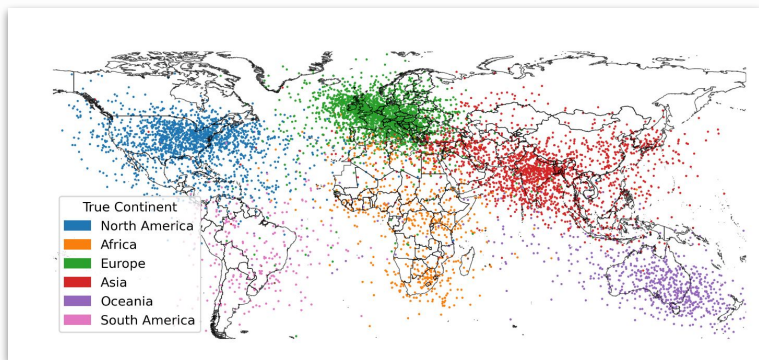 True Continent
North America
Africa
Europe
Asia
Oceania
South America